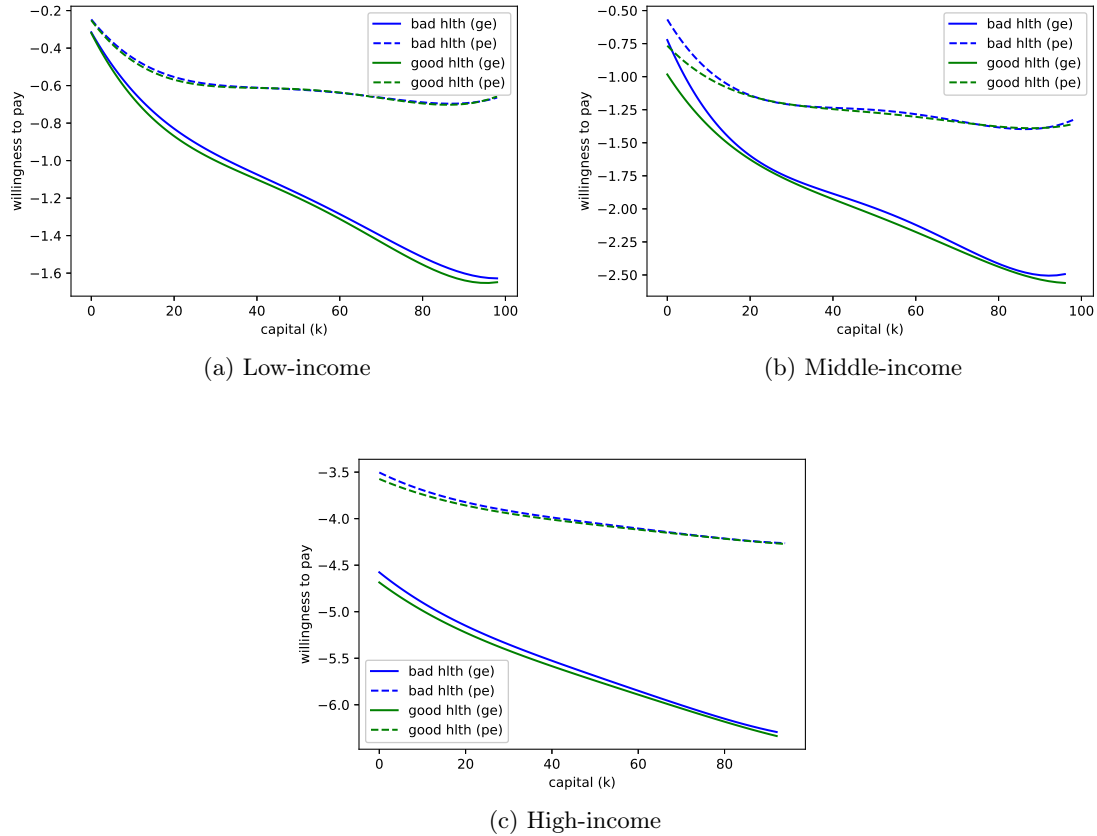 −0.2
−0.4
−0.6
−0.8
−1.0
−1.2
−1.4
−1.6
willingness to pay
bad hlth (ge)
bad hlth (pe)
good hlth (ge)
good hlth (pe)
0 20 40 60 80 100
capital (k)
(a) Low-income
−0.50
−0.75
−1.00
−1.25
−1.50
−1.75
−2.00
−2.25
−2.50
willingness to pay
bad hlth (ge)
bad hlth (pe)
good hlth (ge)
good hlth (pe)
0 20 40 60 80 100
capital (k)
(b) Middle-income
−3.5
−4.0
−4.5
−5.0
−5.5
−6.0
willingness to pay
bad hlth (ge)
bad hlth (pe)
good hlth (ge)
good hlth (pe)
0 20 40 60 80
capital (k)
(c) High-income